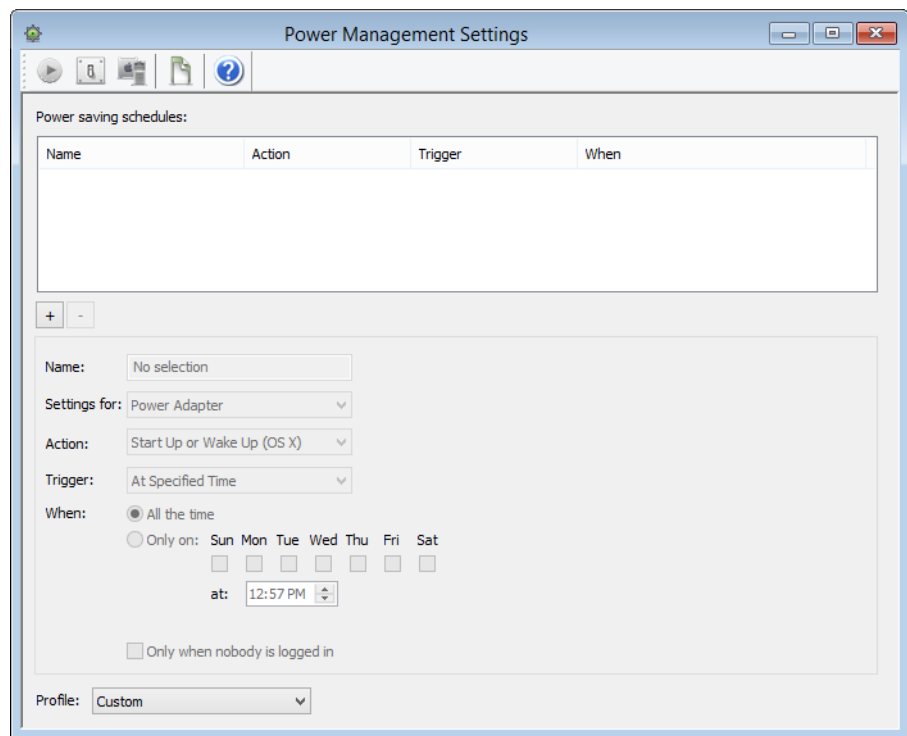 Power Management Settings
Power saving schedules:
Name Action Trigger When
+ -
Name: No selection
Settings for: Power Adapter
Action: Start Up or Wake Up (OS X)
Trigger: At Specified Time
When: All the time
Only on: Sun Mon Tue Wed Thu Fri Sat
at: 12:57 PM
Only when nobody is logged in
Profile: Custom